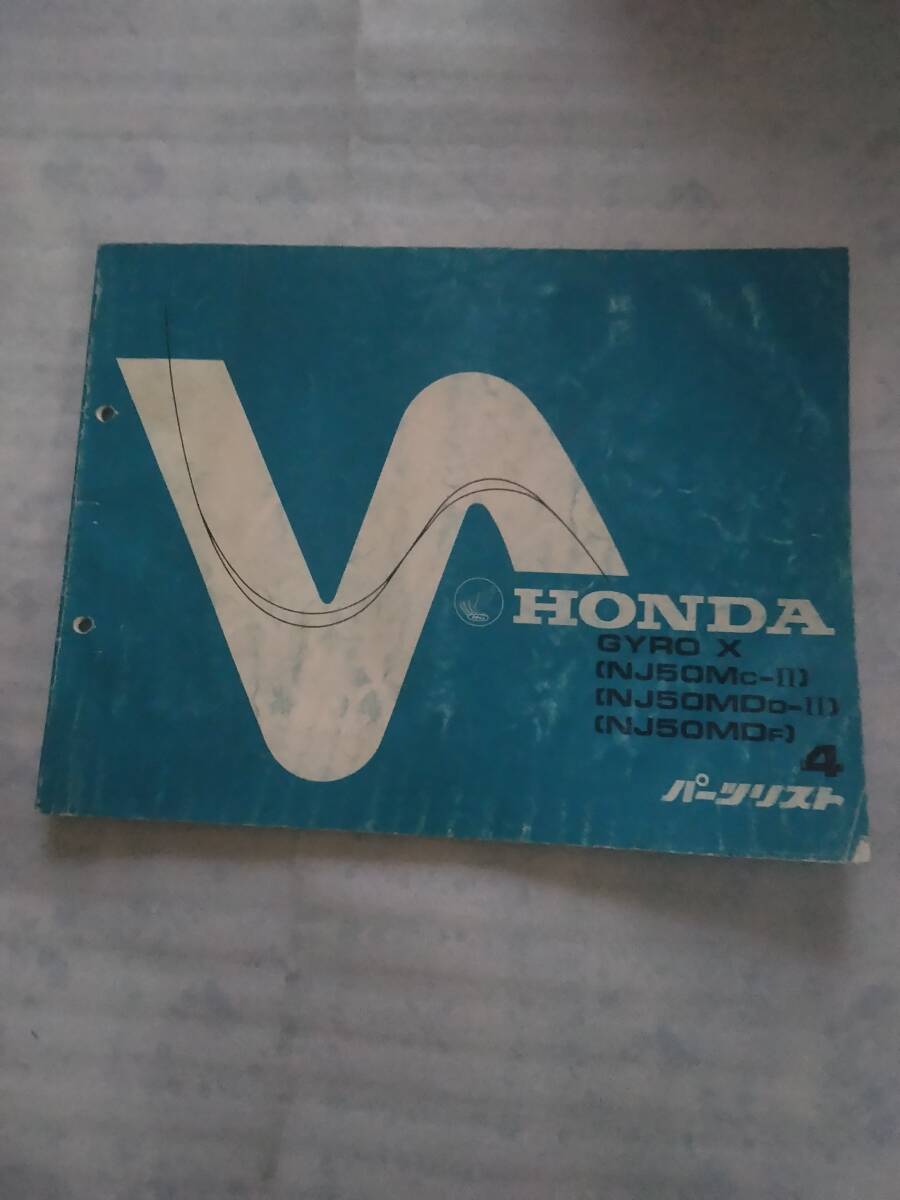 HONDA
GYRO X
(NJ50MC-II)
(NJ50MDD-II)
(NJ50MDF)
4
パーツリスト